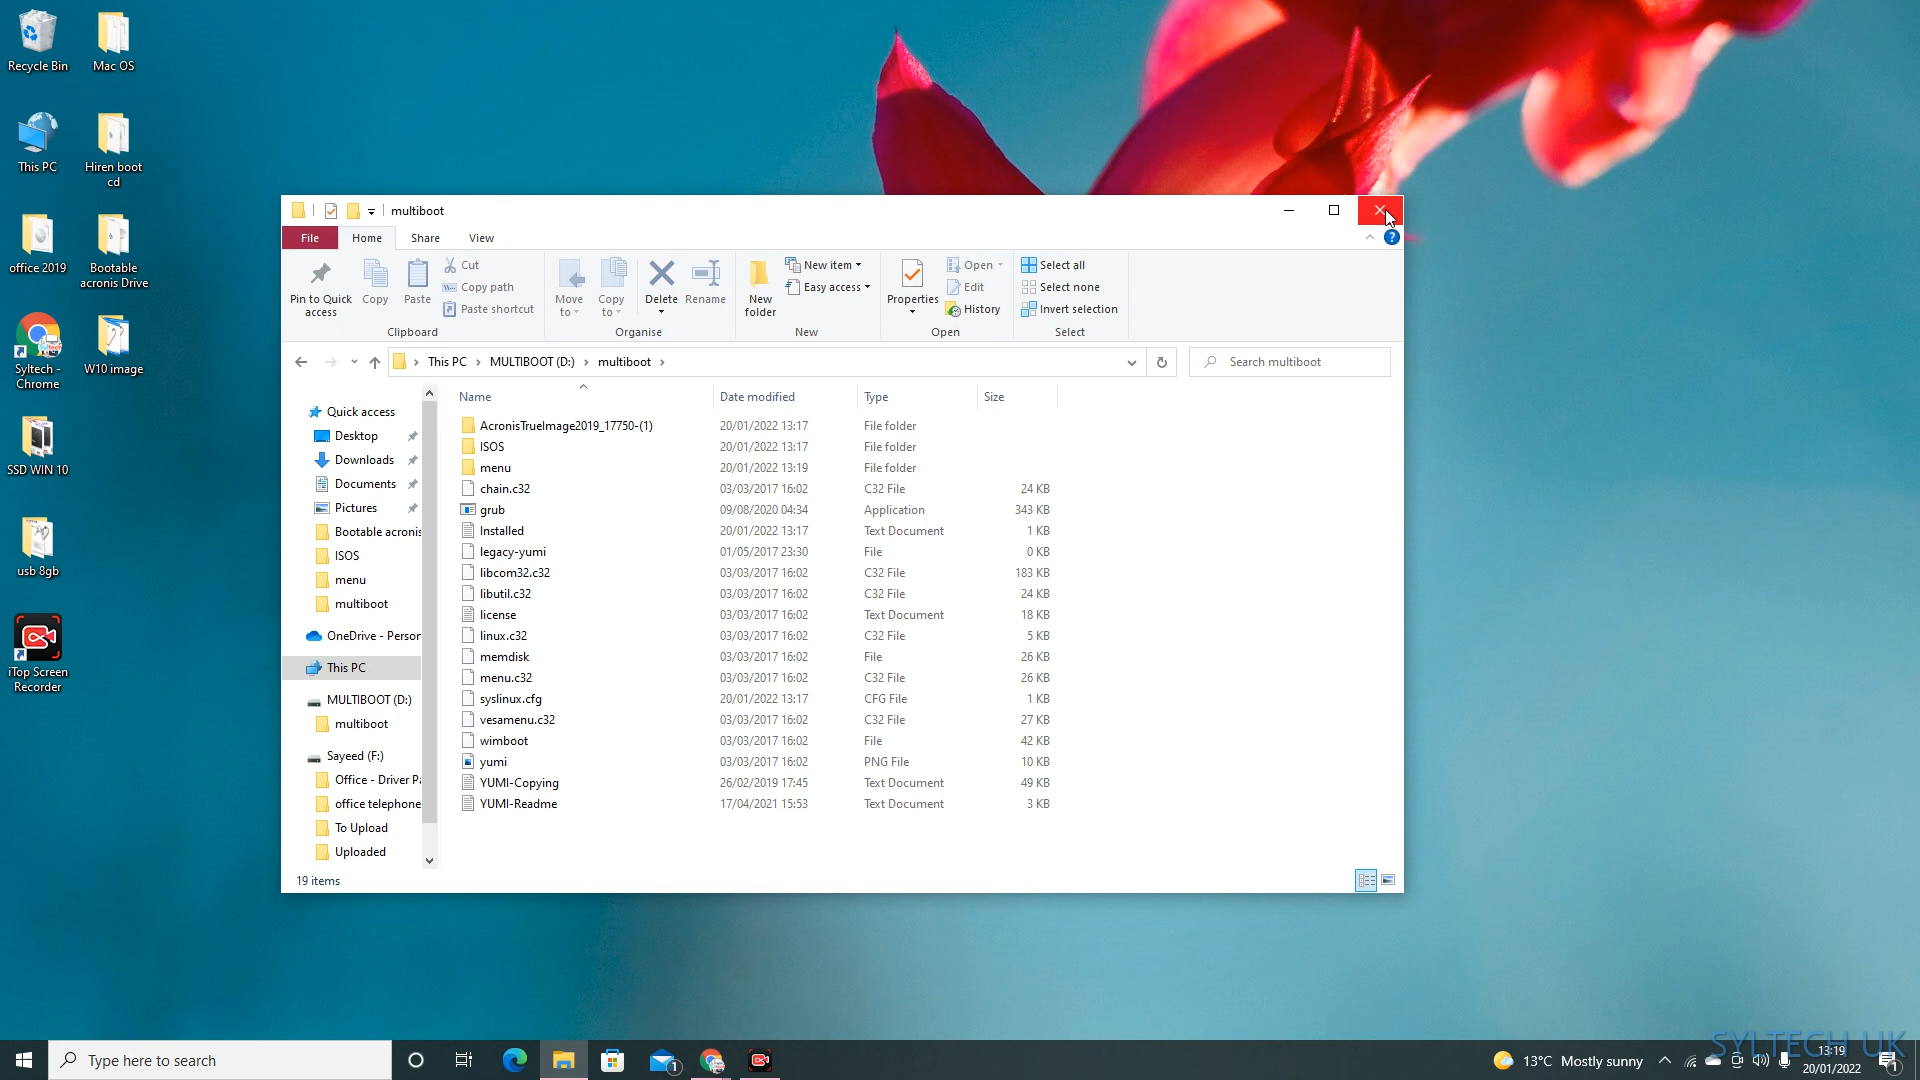 Recycle Bin
Mac OS
This PC
Hiren boot
cd
office 2019
Bootable
acronis Drive
Syltech -
Chrome
W10 image
SSD WIN 10
usb 8gb
iTop Screen
Recorder
multiboot
File
Home
Share
View
Pin to Quick
access
Copy
Paste
Cut
Copy path
Paste shortcut
Clipboard
Move
to
Copy
to
Delete
Rename
Organise
New
folder
New item
Easy access
New
Properties
Open
Edit
History
Open
Select all
Select none
Invert selection
Select
This PC > MULTIBOOT (D:) > multiboot >
Search multiboot
Quick access
Desktop
Downloads
Documents
Pictures
Bootable acronis
ISOS
menu
multiboot
OneDrive - Person
This PC
MULTIBOOT (D:)
multiboot
Sayeed (F:)
Office - Driver Pa
office telephone
To Upload
Uploaded
Name Date modified Type Size
AcronisTrueImage2019_17750-(1) 20/01/2022 13:17 File folder
ISOS 20/01/2022 13:17 File folder
menu 20/01/2022 13:19 File folder
chain.c32 03/03/2017 16:02 C32 File 24 KB
grub 09/08/2020 04:34 Application 343 KB
Installed 20/01/2022 13:17 Text Document 1 KB
legacy-yumi 01/05/2017 23:30 File 0 KB
libcom32.c32 03/03/2017 16:02 C32 File 183 KB
libutil.c32 03/03/2017 16:02 C32 File 24 KB
license 03/03/2017 16:02 Text Document 18 KB
linux.c32 03/03/2017 16:02 C32 File 5 KB
memdisk 03/03/2017 16:02 File 26 KB
menu.c32 03/03/2017 16:02 C32 File 26 KB
syslinux.cfg 20/01/2022 13:17 CFG File 1 KB
vesamenu.c32 03/03/2017 16:02 C32 File 27 KB
wimboot 03/03/2017 16:02 File 42 KB
yumi 03/03/2017 16:02 PNG File 10 KB
YUMI-Copying 26/02/2019 17:45 Text Document 49 KB
YUMI-Readme 17/04/2021 15:53 Text Document 3 KB
19 items
Type here to search
1
13°C Mostly sunny
SYLTECH UK
13:19
20/01/2022
1